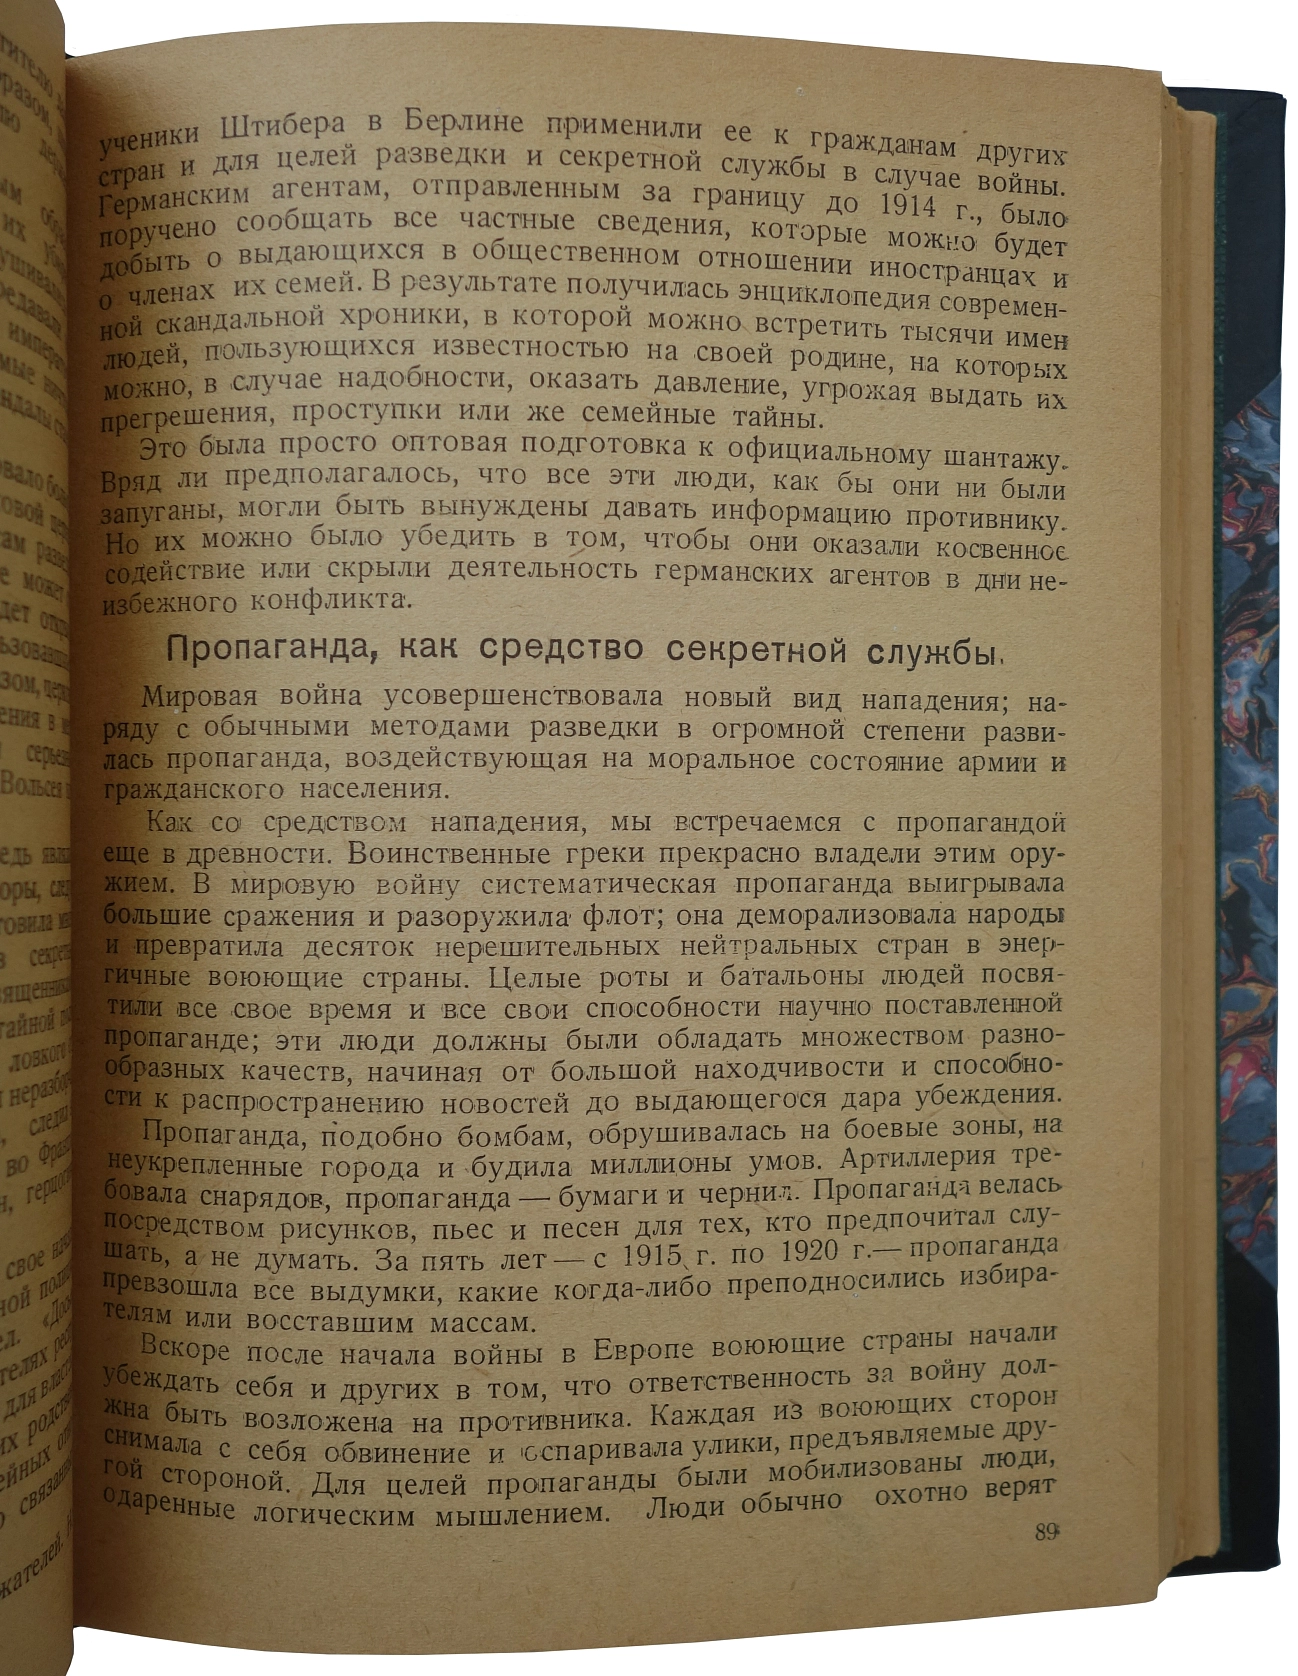 ученики Штибера в Берлине применили ее к гражданам других
стран и для целей разведки и секретной службы в случае войны.
Германским агентам, отправленным за границу до 1914 г., было
поручено сообщать все частные сведения, которые можно будет
добыть о выдающихся в общественном отношении иностранцах и
о членах их семей. В результате получилась энциклопедия современ-
ной скандальной хроники, в которой можно встретить тысячи имен
людей, пользующихся известностью на своей родине, на которых
можно, в случае надобности, оказать давление, угрожая выдать их
прегрешения, проступки или же семейные тайны.
Это была просто оптовая подготовка к официальному шантажу.
Вряд ли предполагалось, что все эти люди, как бы они ни были
запуганы, могли быть вынуждены давать информацию противнику.
Но их можно было убедить в том, чтобы они оказали косвенное
содействие или скрыли деятельность германских агентов в дни не-
избежного конфликта.
Пропаганда, как средство секретной службы.
Мировая война усовершенствовала новый вид нападения; на-
ряду с обычными методами разведки в огромной степени разви-
лась пропаганда, воздействующая на моральное состояние армии и
гражданского населения.
Как со средством нападения, мы встречаемся с пропагандой
еще в древности. Воинственные греки прекрасно владели этим ору-
жием. В мировую войну систематическая пропаганда выигрывала
большие сражения и разоружила флот; она деморализовала народы
и превратила десяток нерешительных нейтральных стран в энер-
гичные воюющие страны. Целые роты и батальоны людей посвя-
тили все свое время и все свои способности научно поставленной
пропаганде; эти люди должны были обладать множеством разно-
образных качеств, начиная от большой находчивости и способно-
сти к распространению новостей до выдающегося дара убеждения.
Пропаганда, подобно бомбам, обрушивалась на боевые зоны, на
неукрепленные города и будила миллионы умов. Артиллерия тре-
бовала снарядов, пропаганда — бумаги и чернил. Пропаганда велась
посредством рисунков, пьес и песен для тех, кто предпочитал слу-
шать, а не думать. За пять лет — с 1915 г. по 1920 г.— пропаганда
превзошла все выдумки, какие когда-либо преподносились избира-
телям или восставшим массам.
Вскоре после начала войны в Европе воюющие страны начали
убеждать себя и других в том, что ответственность за войну дол-
жна быть возложена на противника. Каждая из воюющих сторон
снимала с себя обвинение и оспаривала улики, предъявляемые дру-
гой стороной. Для целей пропаганды были мобилизованы люди,
одаренные логическим мышлением. Люди обычно охотно верят
89